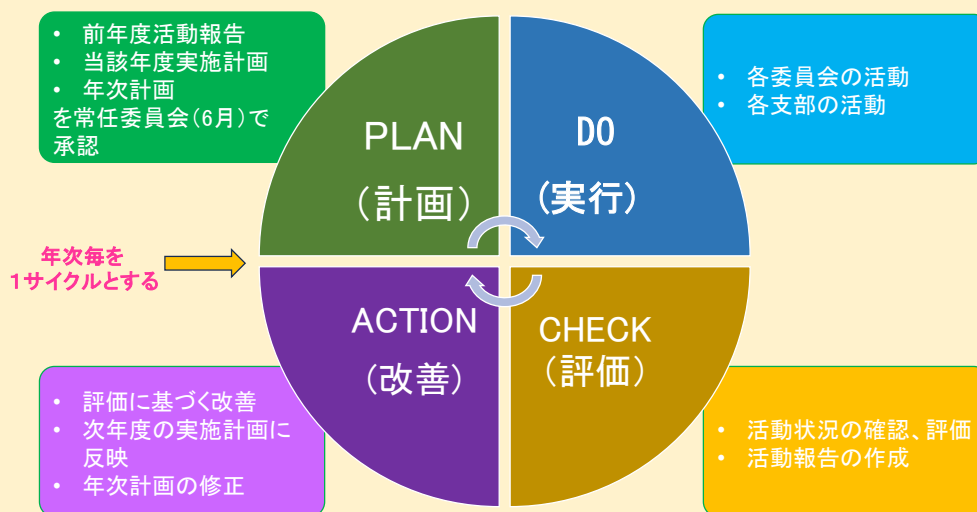 • 前年度活動報告
• 当該年度実施計画
• 年次計画
を常任委員会(6月)で
承認
PLAN
(計画)
DO
(実行)
• 各委員会の活動
• 各支部の活動
年次毎を
1サイクルとする
ACTION
(改善)
CHECK
(評価)
• 評価に基づく改善
• 次年度の実施計画に
反映
• 年次計画の修正
• 活動状況の確認、評価
• 活動報告の作成